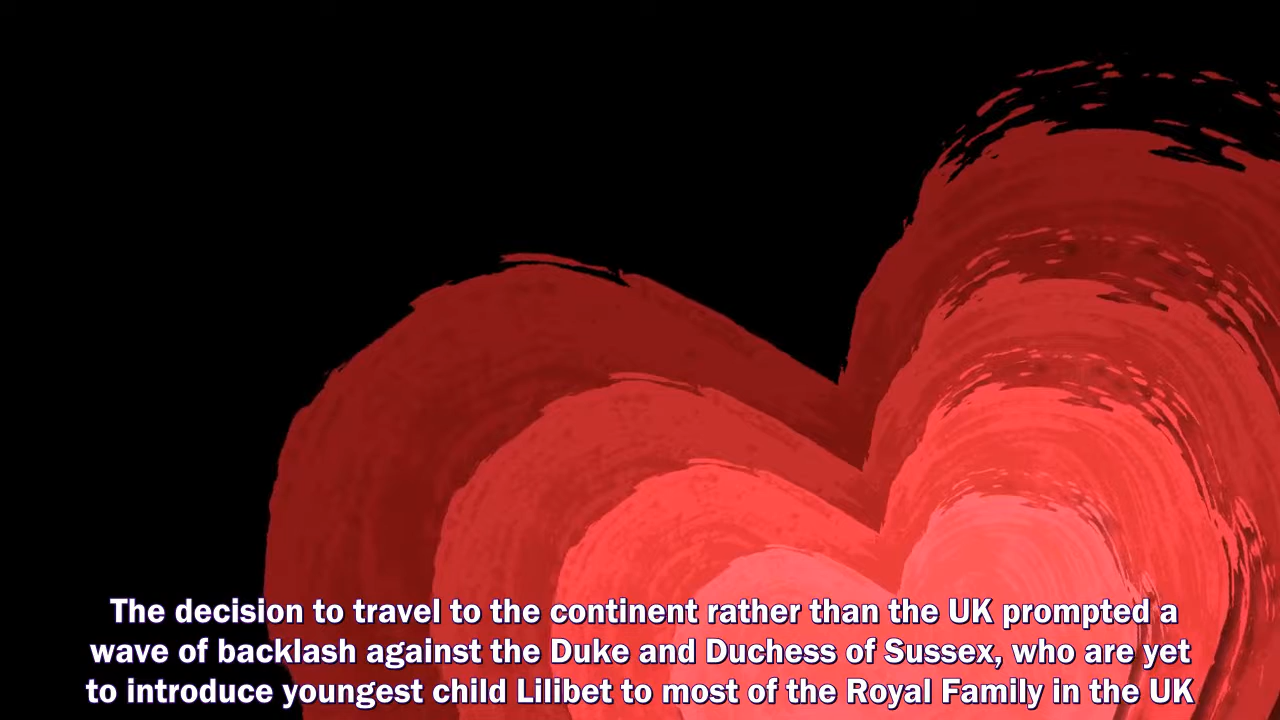 The decision to travel to the continent rather than the UK prompted a
wave of backlash against the Duke and Duchess of Sussex, who are yet
to introduce youngest child Lilibet to most of the Royal Family in the UK